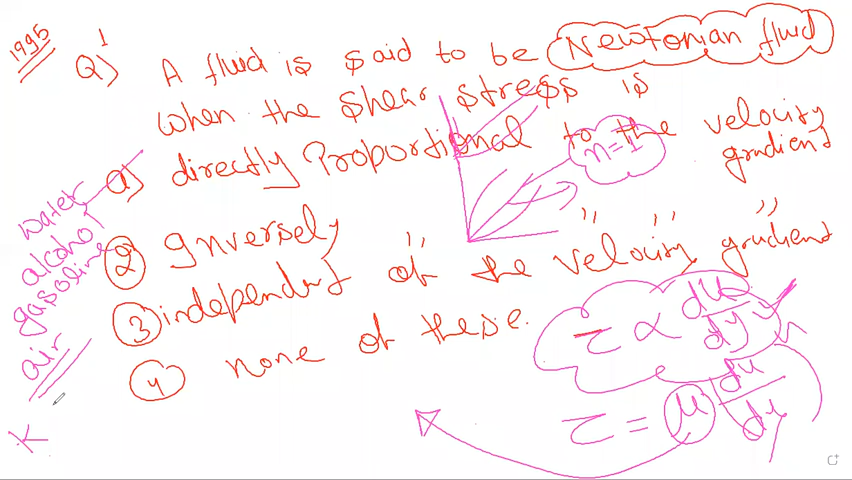 1995
Q) 1
A fluid is said to be Newtonian fluid
when the shear stress is
a) directly Proportional to the velocity gradient
n=1
2 Inversely " " " "
3 independent of the velocity gradient
4 none of these.
water
alcohol
gasoline
air
K
τ ∝ du/dy
τ = μ du/dy